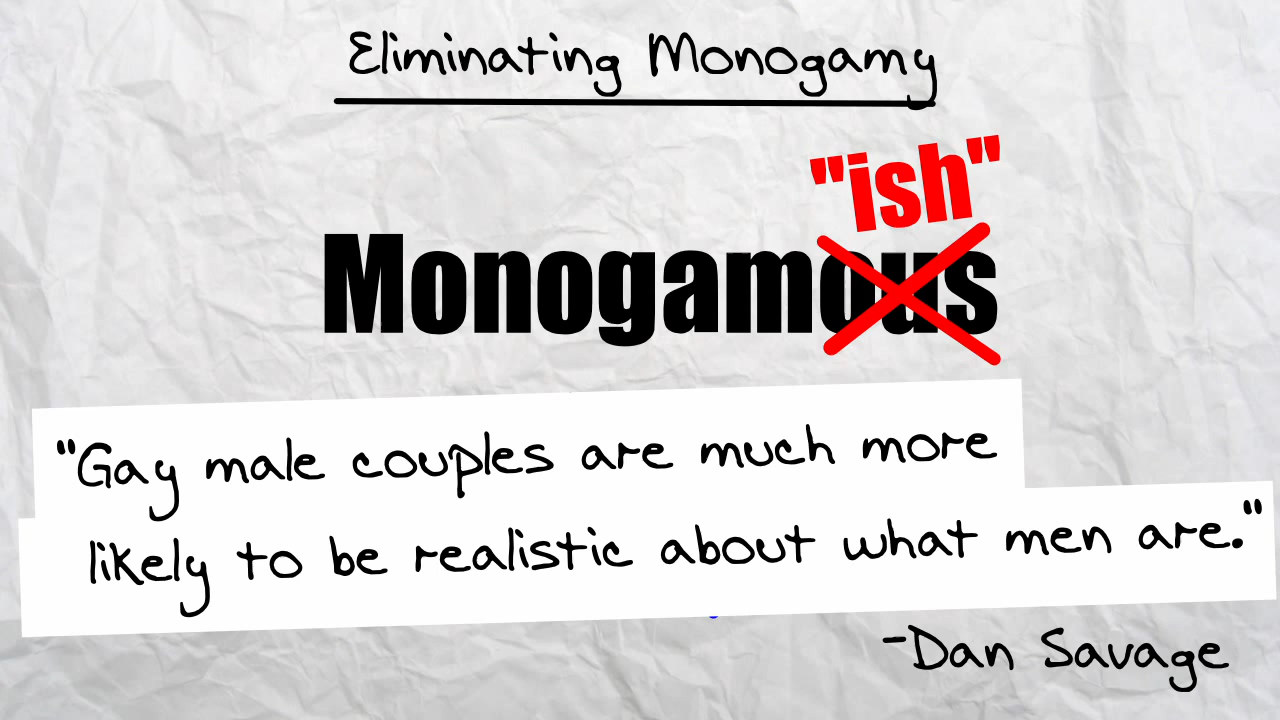 Eliminating Monogamy
"ish"
Monogamous
"Gay male couples are much more
likely to be realistic about what men are."
-Dan Savage